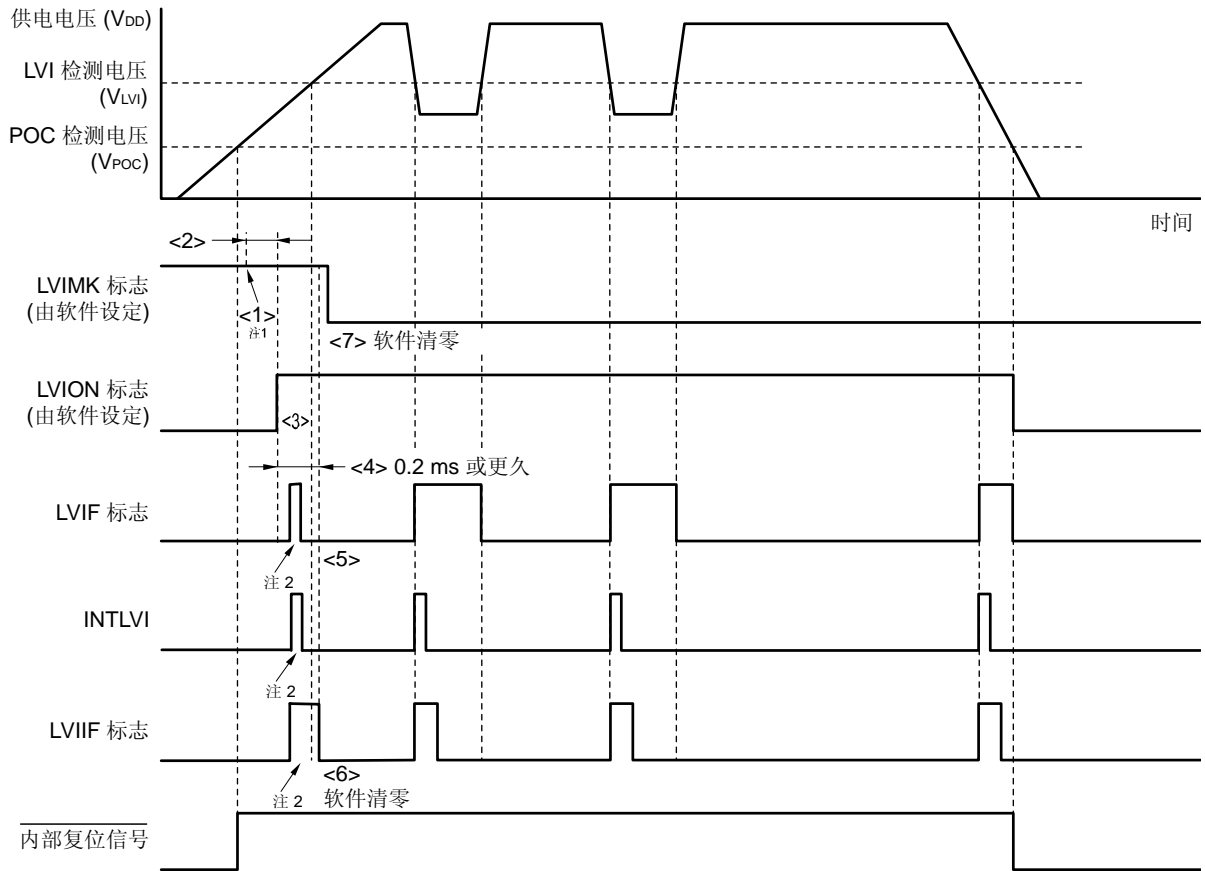 供电电压 (VDD)
LVI 检测电压
(VLVI)
POC 检测电压
(VPOC)
时间
<2>
LVIMK 标志
(由软件设定)
<1>
注1
<7> 软件清零
LVION 标志
(由软件设定)
<3>
<4> 0.2 ms 或更久
LVIF 标志
<5>
注 2
INTLVI
注 2
LVIIF 标志
<6>
注 2
软件清零
内部复位信号